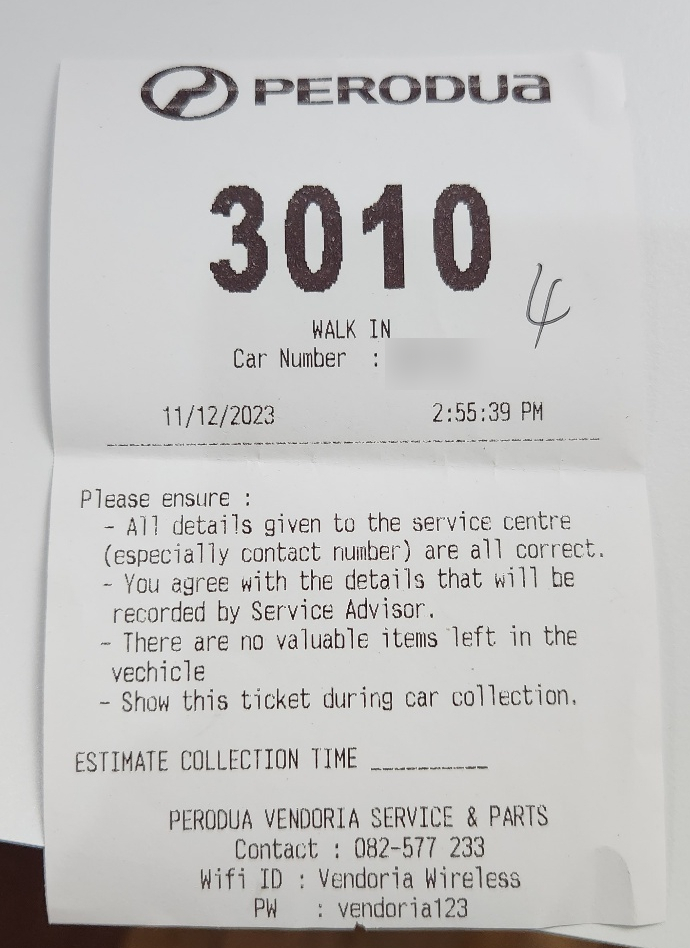 PERODUA
3010
4
WALK IN
Car Number :
11/12/2023 2:55:39 PM
Please ensure :
- All details given to the service centre
(especially contact number) are all correct.
- You agree with the details that will be
recorded by Service Advisor.
- There are no valuable items left in the
vechicle
- Show this ticket during car collection.
ESTIMATE COLLECTION TIME _________
PERODUA VENDORIA SERVICE & PARTS
Contact : 082-577 233
Wifi ID : Vendoria Wireless
PW : vendoria123